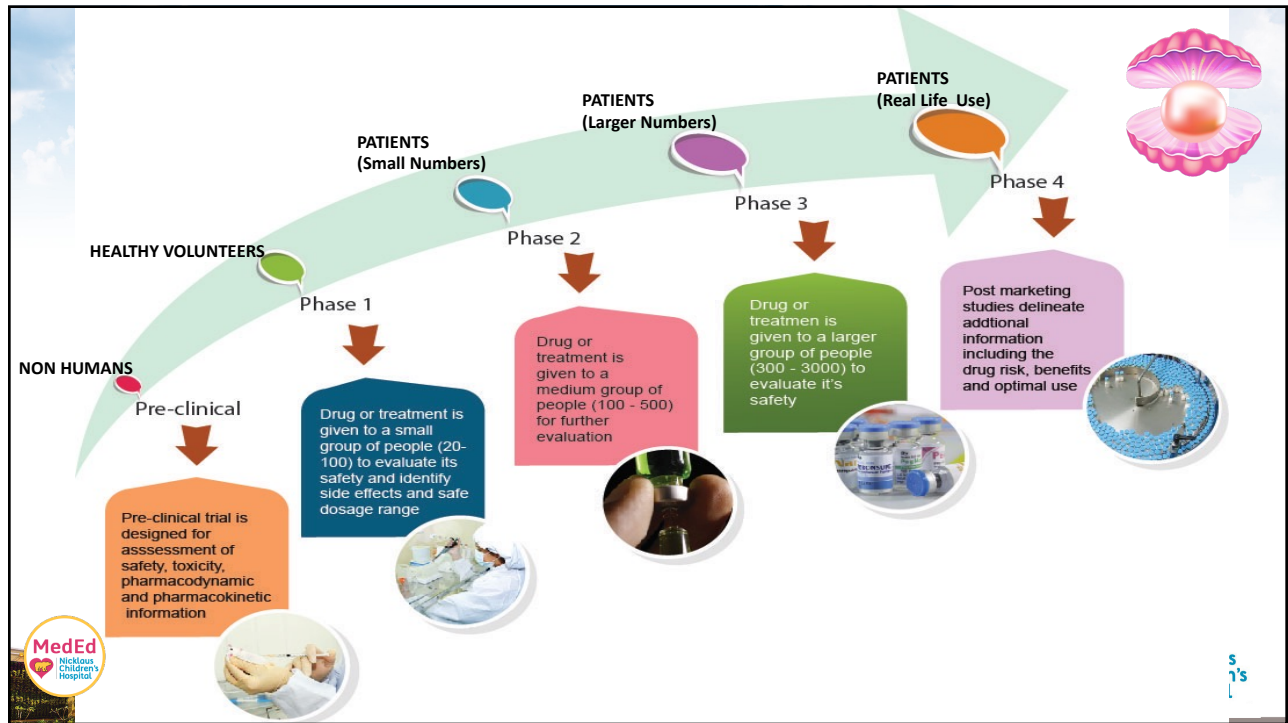 NON HUMANS
Pre-clinical
Pre-clinical trial is
designed for
asssessment of
safety, toxicity,
pharmacodynamic
and pharmacokinetic
information
HEALTHY VOLUNTEERS
Phase 1
Drug or treatment is
given to a small
group of people (20-
100) to evaluate its
safety and identify
side effects and safe
dosage range
PATIENTS
(Small Numbers)
Phase 2
Drug or
treatment is
given to a
medium group of
people (100 - 500)
for further
evaluation
PATIENTS
(Larger Numbers)
Phase 3
Drug or
treatmen is
given to a larger
group of people
(300 - 3000) to
evaluate it's
safety
PATIENTS
(Real Life Use)
Phase 4
Post marketing
studies delineate
addtional
information
including the
drug risk, benefits
and optimal use
MedEd
Nicklaus
Children's
Hospital